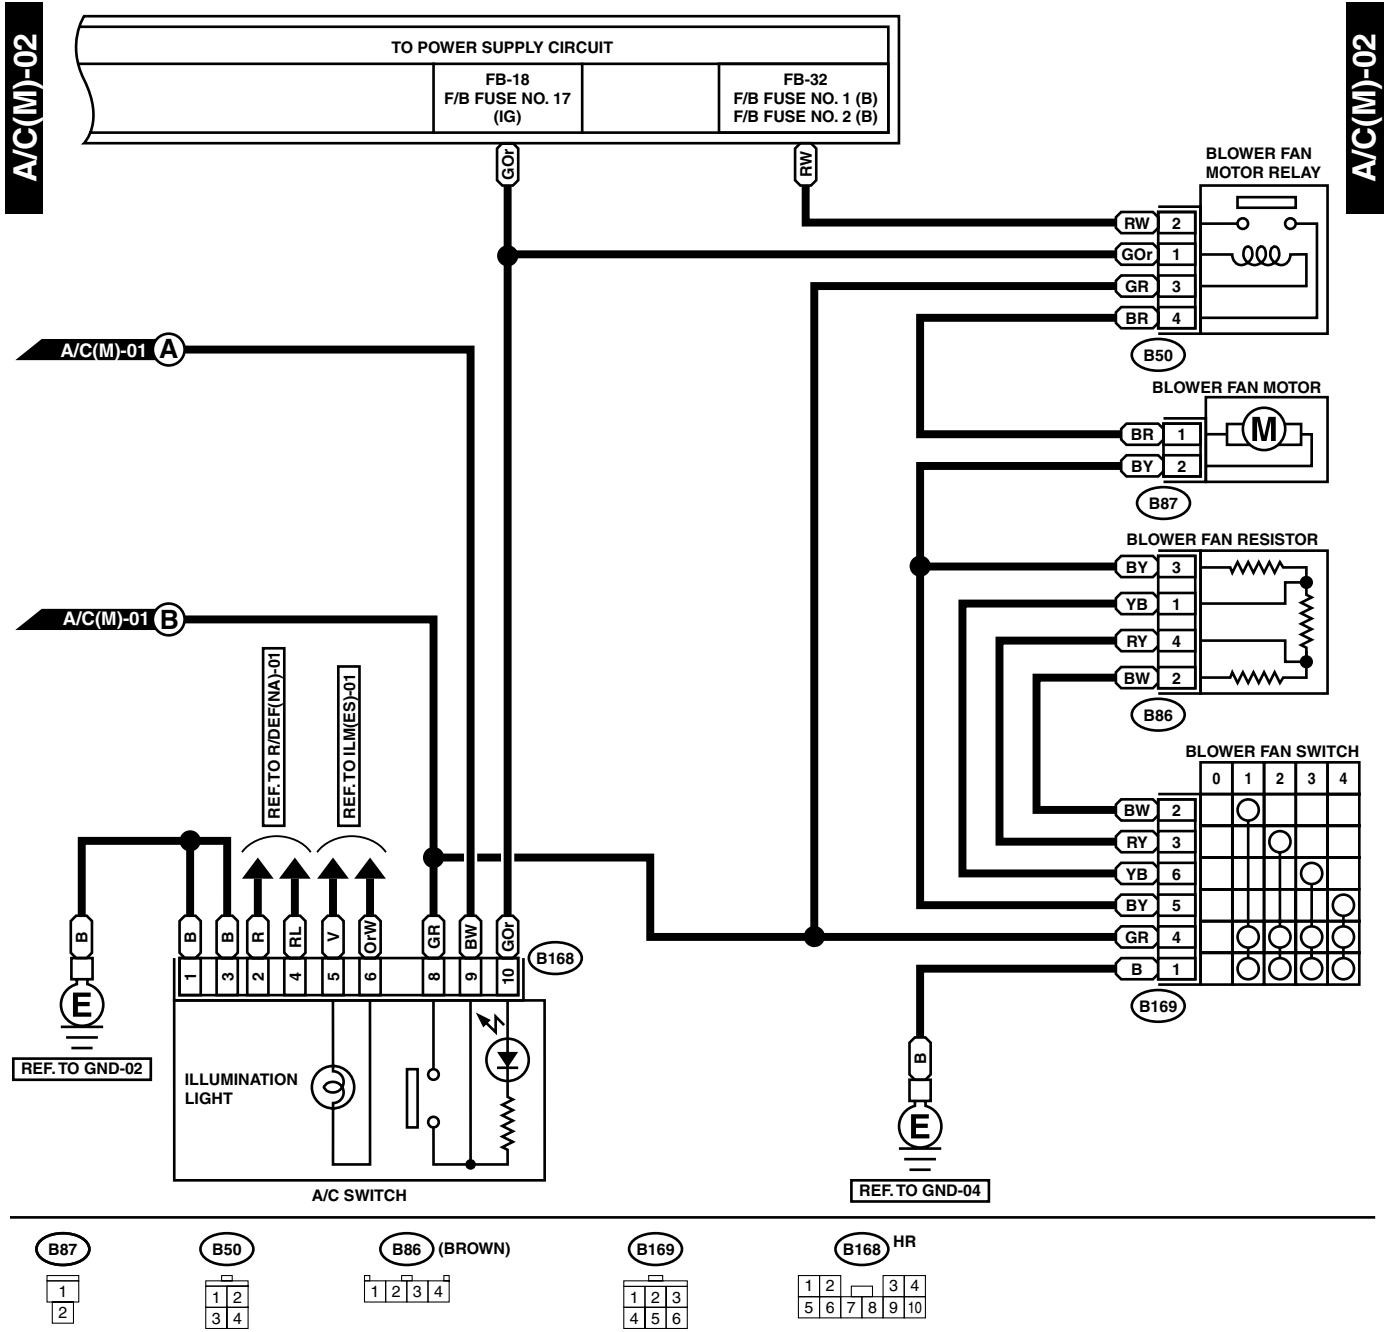 A/C(M)-02
A/C(M)-02
TO POWER SUPPLY CIRCUIT
FB-18
F/B FUSE NO. 17
(IG)
FB-32
F/B FUSE NO. 1 (B)
F/B FUSE NO. 2 (B)
GOr
RW
BLOWER FAN
MOTOR RELAY
RW 2
GOr 1
GR 3
BR 4
B50
A/C(M)-01 A
BLOWER FAN MOTOR
BR 1
M
BY 2
B87
BLOWER FAN RESISTOR
BY 3
YB 1
RY 4
BW 2
B86
A/C(M)-01 B
REF. TO R/DEF(NA)-01
REF. TO ILM(ES)-01
BLOWER FAN SWITCH
0 1 2 3 4
BW 2
RY 3
YB 6
BY 5
GR 4
B 1
B169
B
B B R RL V OrW GR BW GOr
1 3 2 4 5 6 8 9 10
B168
E
REF. TO GND-02
ILLUMINATION
LIGHT
A/C SWITCH
B
E
REF. TO GND-04
B87
1
2
B50
1 2
3 4
B86 (BROWN)
1 2 3 4
B169
1 2 3
4 5 6
B168 HR
1 2 3 4
5 6 7 8 9 10